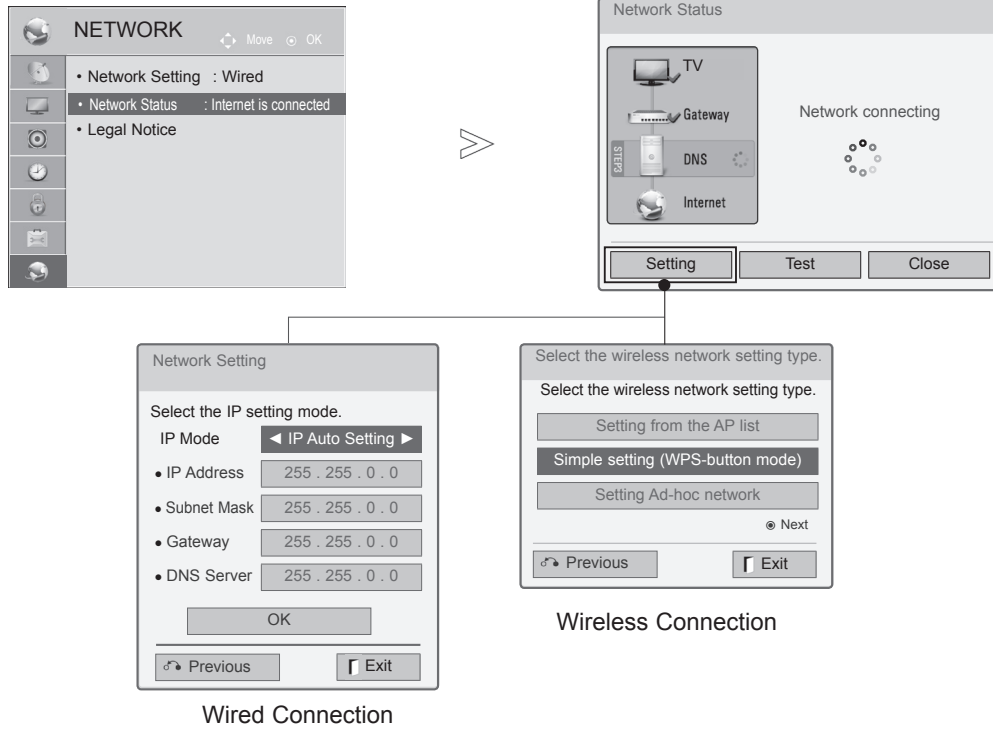 NETWORK
Move OK
• Network Setting : Wired
• Network Status : Internet is connected
• Legal Notice
Network Status
TV
Gateway
STEP3
DNS
Internet
Network connecting
Setting Test Close
Network Setting
Select the IP setting mode.
IP Mode ◄ IP Auto Setting ►
• IP Address 255 . 255 . 0 . 0
• Subnet Mask 255 . 255 . 0 . 0
• Gateway 255 . 255 . 0 . 0
• DNS Server 255 . 255 . 0 . 0
OK
Previous Exit
Wired Connection
Select the wireless network setting type.
Select the wireless network setting type.
Setting from the AP list
Simple setting (WPS-button mode)
Setting Ad-hoc network
Next
Previous Exit
Wireless Connection